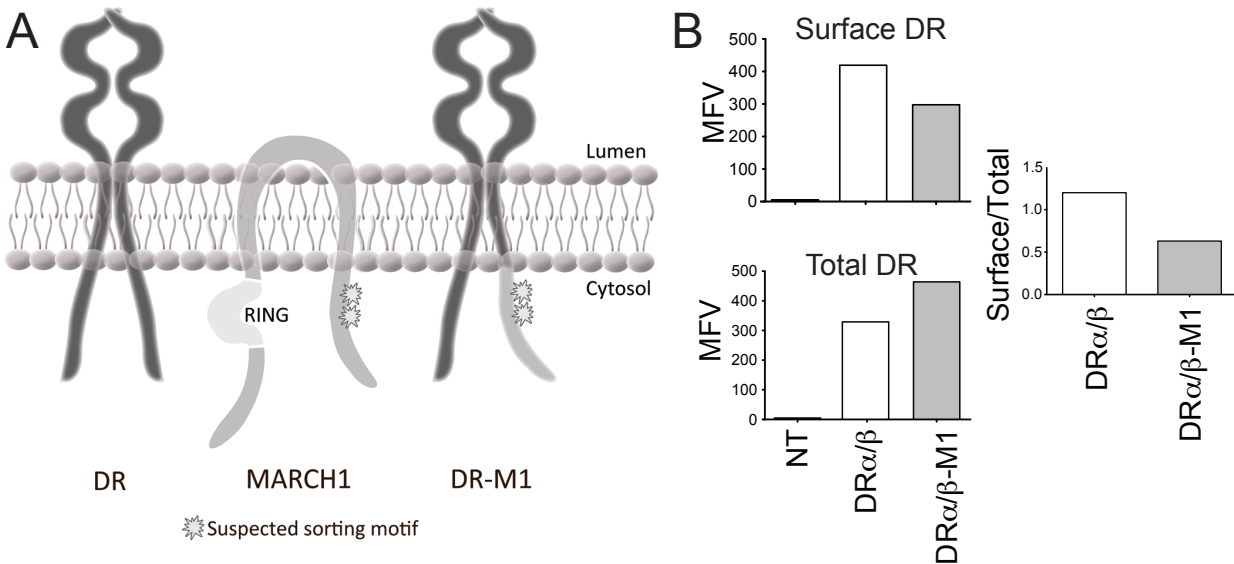 A
Lumen
Cytosol
RING
DR
MARCH1
DR-M1
Suspected sorting motif
B
Surface DR
MFV
500
400
300
200
100
0
Total DR
MFV
500
400
300
200
100
0
NT
DRα/β
DRα/β-M1
Surface/Total
1.5
1.0
0.5
0.0
DRα/β
DRα/β-M1